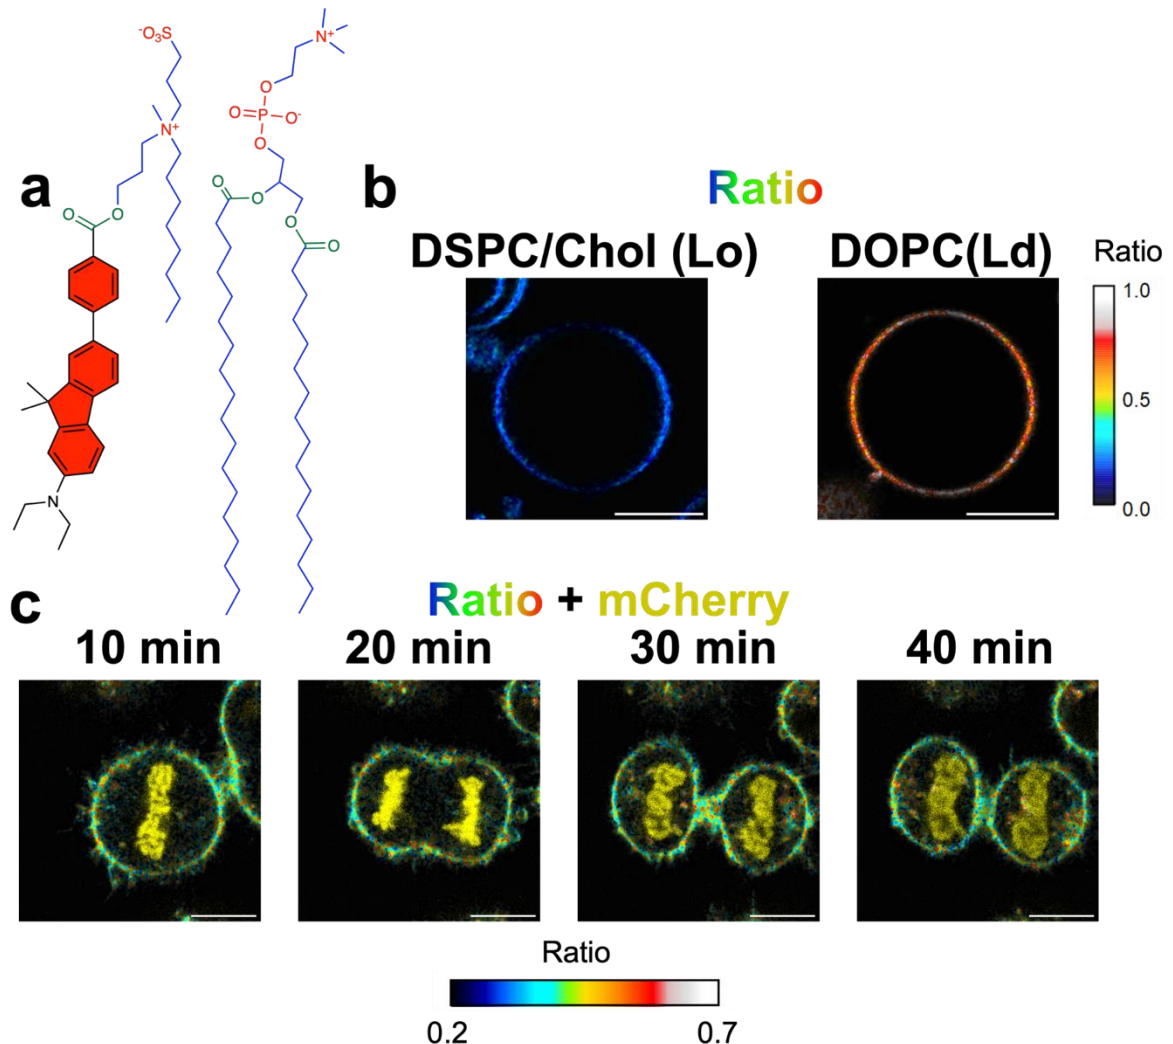 a
⁻O₃S
N⁺
O
O
N
N⁺
O
O=P-O⁻
O
O
O
O
O
b
Ratio
DSPC/Chol (Lo)
DOPC(Ld)
Ratio
1.0
0.5
0.0
c
Ratio + mCherry
10 min
20 min
30 min
40 min
Ratio
0.2
0.7